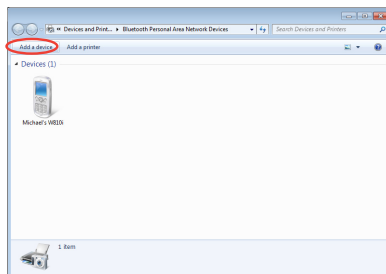 « Devices and Print... ▸ Bluetooth Personal Area Network Devices
Search Devices and Printers
Add a device Add a printer
Devices (1)
Michael's W810i
1 item